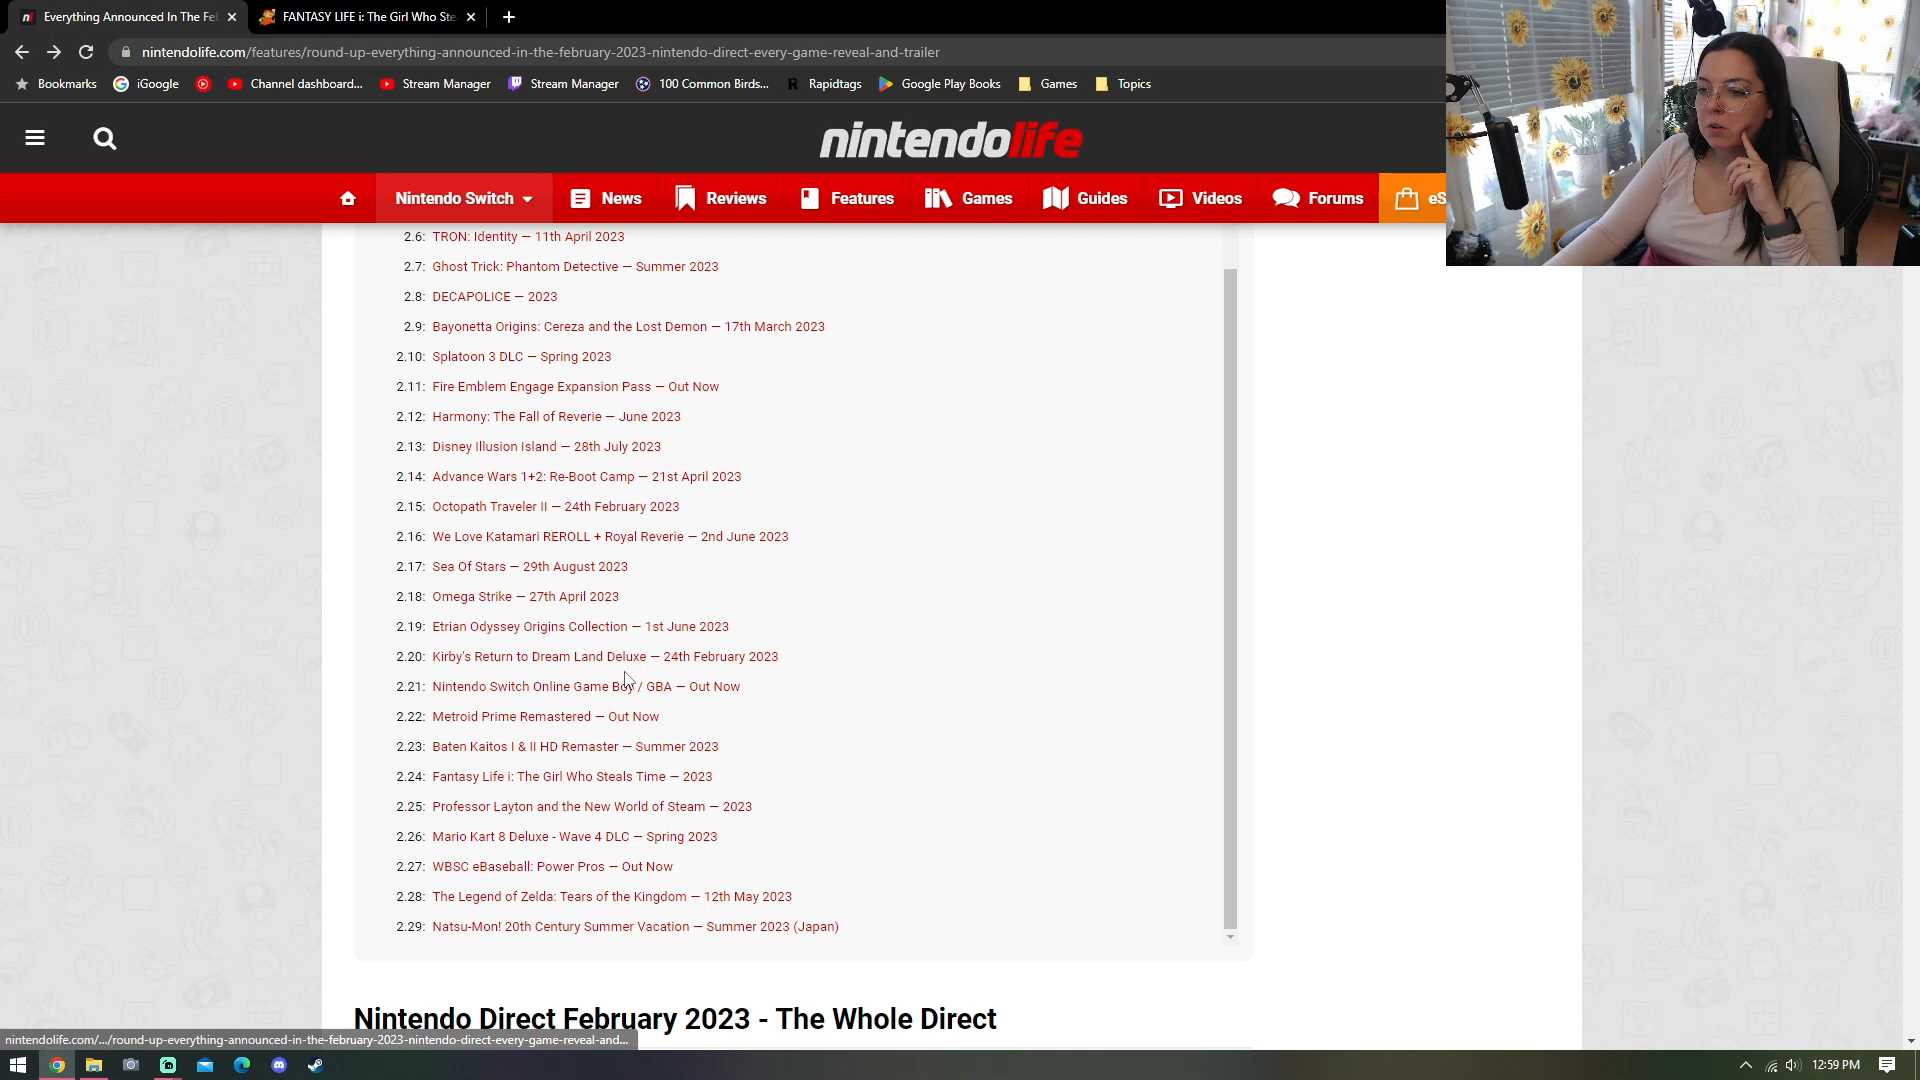 Everything Announced In The Fe
FANTASY LIFE i: The Girl Who Ste
nintendolife.com/features/round-up-everything-announced-in-the-february-2023-nintendo-direct-every-game-reveal-and-trailer
Bookmarks iGoogle Channel dashboard... Stream Manager Stream Manager 100 Common Birds... Rapidtags Google Play Books Games Topics
nintendolife
Nintendo Switch News Reviews Features Games Guides Videos Forums eS
2.6: TRON: Identity — 11th April 2023
2.7: Ghost Trick: Phantom Detective — Summer 2023
2.8: DECAPOLICE — 2023
2.9: Bayonetta Origins: Cereza and the Lost Demon — 17th March 2023
2.10: Splatoon 3 DLC — Spring 2023
2.11: Fire Emblem Engage Expansion Pass — Out Now
2.12: Harmony: The Fall of Reverie — June 2023
2.13: Disney Illusion Island — 28th July 2023
2.14: Advance Wars 1+2: Re-Boot Camp — 21st April 2023
2.15: Octopath Traveler II — 24th February 2023
2.16: We Love Katamari REROLL + Royal Reverie — 2nd June 2023
2.17: Sea Of Stars — 29th August 2023
2.18: Omega Strike — 27th April 2023
2.19: Etrian Odyssey Origins Collection — 1st June 2023
2.20: Kirby's Return to Dream Land Deluxe — 24th February 2023
2.21: Nintendo Switch Online Game Boy / GBA — Out Now
2.22: Metroid Prime Remastered — Out Now
2.23: Baten Kaitos I & II HD Remaster — Summer 2023
2.24: Fantasy Life i: The Girl Who Steals Time — 2023
2.25: Professor Layton and the New World of Steam — 2023
2.26: Mario Kart 8 Deluxe - Wave 4 DLC — Spring 2023
2.27: WBSC eBaseball: Power Pros — Out Now
2.28: The Legend of Zelda: Tears of the Kingdom — 12th May 2023
2.29: Natsu-Mon! 20th Century Summer Vacation — Summer 2023 (Japan)
Nintendo Direct February 2023 - The Whole Direct
nintendolife.com/.../round-up-everything-announced-in-the-february-2023-nintendo-direct-every-game-reveal-and...
12:59 PM